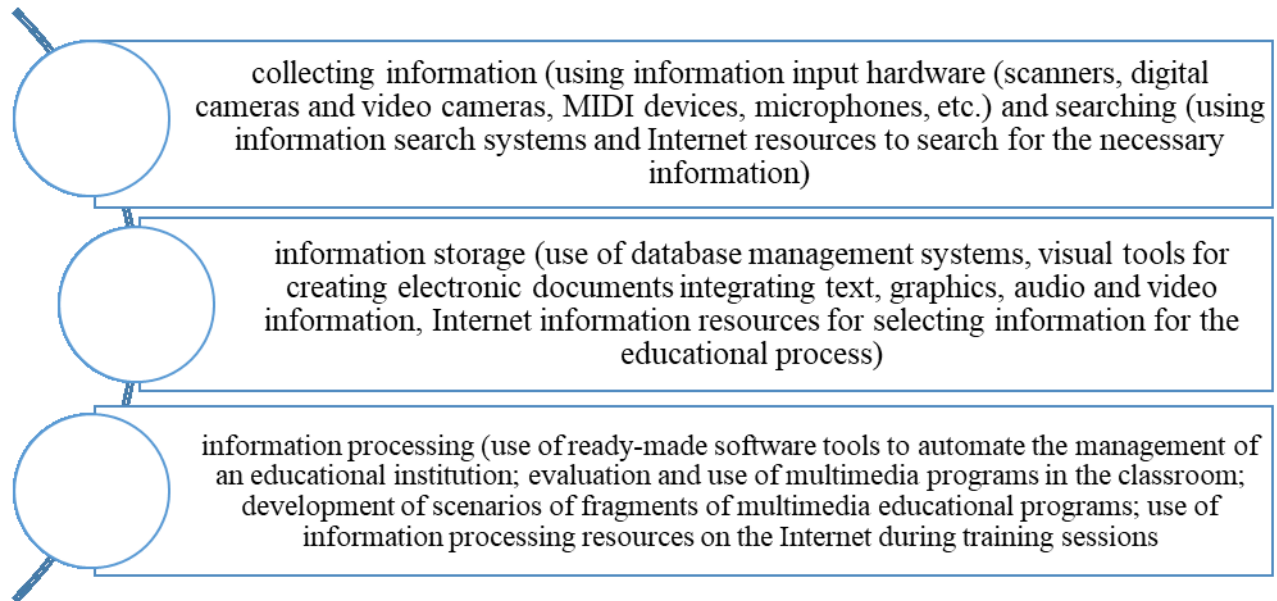 collecting information (using information input hardware (scanners, digital
cameras and video cameras, MIDI devices, microphones, etc.) and searching (using
information search systems and Internet resources to search for the necessary
information)
information storage (use of database management systems, visual tools for
creating electronic documents integrating text, graphics, audio and video
information, Internet information resources for selecting information for the
educational process)
information processing (use of ready-made software tools to automate the management of
an educational institution; evaluation and use of multimedia programs in the classroom;
development of scenarios of fragments of multimedia educational programs; use of
information processing resources on the Internet during training sessions